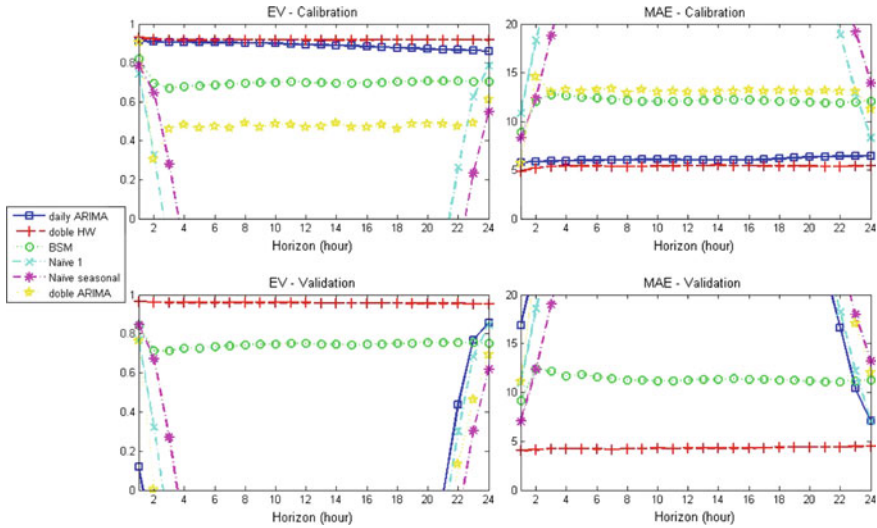 EV - Calibration
1
0.8
0.6
0.4
0.2
0
2 4 6 8 10 12 14 16 18 20 22 24
Horizon (hour)
MAE - Calibration
20
15
10
5
0
2 4 6 8 10 12 14 16 18 20 22 24
Horizon (hour)
daily ARIMA
doble HW
BSM
Naïve 1
Naïve seasonal
doble ARIMA
EV - Validation
1
0.8
0.6
0.4
0.2
0
2 4 6 8 10 12 14 16 18 20 22 24
Horizon (hour)
MAE - Validation
20
15
10
5
0
2 4 6 8 10 12 14 16 18 20 22 24
Horizon (hour)